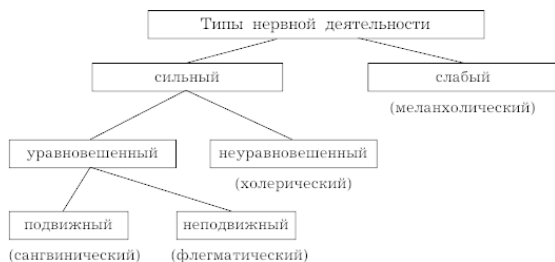 Типы нервной деятельности
сильный
слабый
(меланхолический)
уравновешенный
неуравновешенный
(холерический)
подвижный
неподвижный
(сангвинический)
(флегматический)